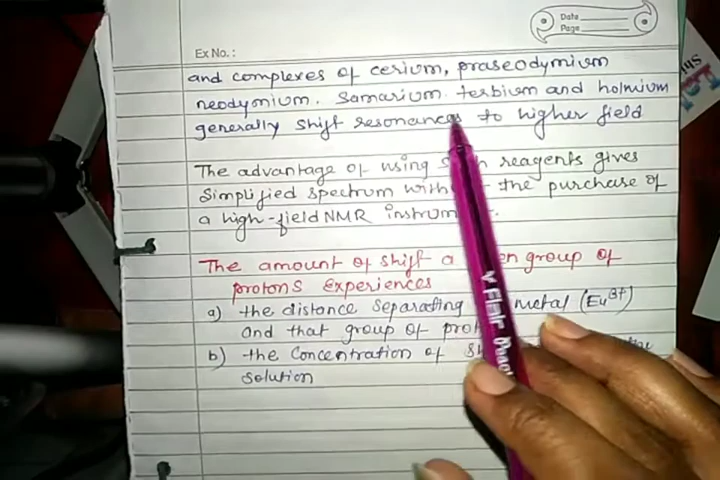 Date
Page
Ex No.:
and complexes of cerium, praseodymium
neodymium. Samarium. terbium and holmium
generally shift resonances to higher field
The advantage of using reagents gives
Simplified spectrum the purchase of
a high-field NMR
The amount of shift a group of
protons experiences
a) the distance separating metal (Eu3+)
and that group of
b) the concentration of
solution
Flair